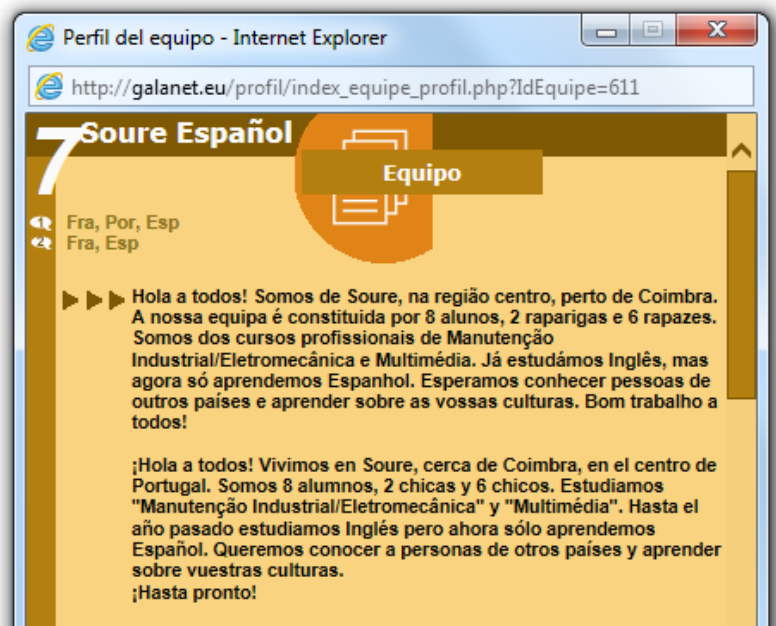 Perfil del equipo - Internet Explorer
http://galanet.eu/profil/index_equipe_profil.php?IdEquipe=611
7 Soure Español
Equipo
1 Fra, Por, Esp
2 Fra, Esp
Hola a todos! Somos de Soure, na região centro, perto de Coimbra.
A nossa equipa é constituida por 8 alunos, 2 raparigas e 6 rapazes.
Somos dos cursos profissionais de Manutenção
Industrial/Eletromecânica e Multimédia. Já estudámos Inglês, mas
agora só aprendemos Espanhol. Esperamos conhecer pessoas de
outros países e aprender sobre as vossas culturas. Bom trabalho a
todos!
¡Hola a todos! Vivimos en Soure, cerca de Coimbra, en el centro de
Portugal. Somos 8 alumnos, 2 chicas y 6 chicos. Estudiamos
"Manutenção Industrial/Eletromecânica" y "Multimédia". Hasta el
año pasado estudiamos Inglés pero ahora sólo aprendemos
Español. Queremos conocer a personas de otros países y aprender
sobre vuestras culturas.
¡Hasta pronto!